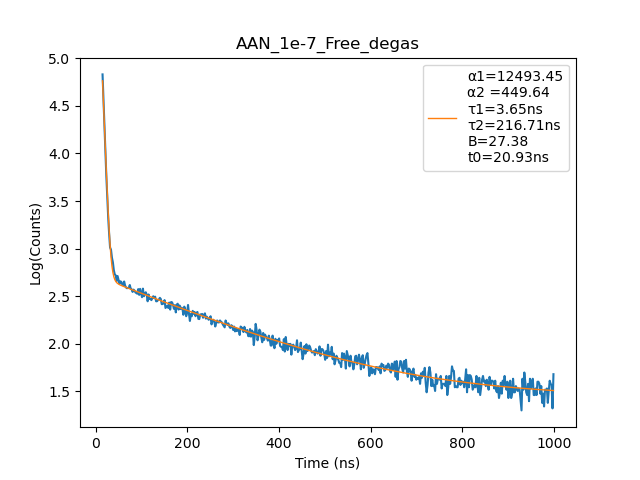 AAN_1e-7_Free_degas
α1=12493.45
α2 =449.64
τ1=3.65ns
τ2=216.71ns
B=27.38
t0=20.93ns
5.0
4.5
4.0
3.5
3.0
2.5
2.0
1.5
Log(Counts)
0 200 400 600 800 1000
Time (ns)